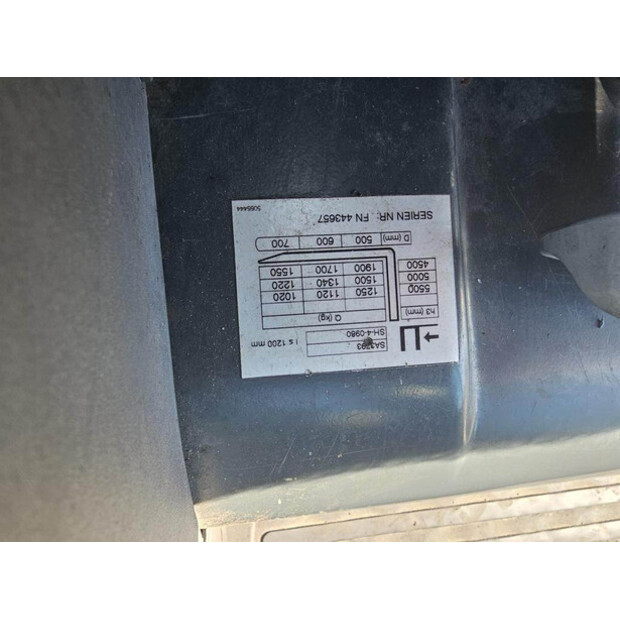 SH-4-0980 l ≤ 1200 mm
h3 (mm) Q (kg)
5500 1250 1120 1020
5000 1500 1340 1220
4500 1900 1700 1550
D (mm) 500 600 700
SERIEN NR: FN 443657